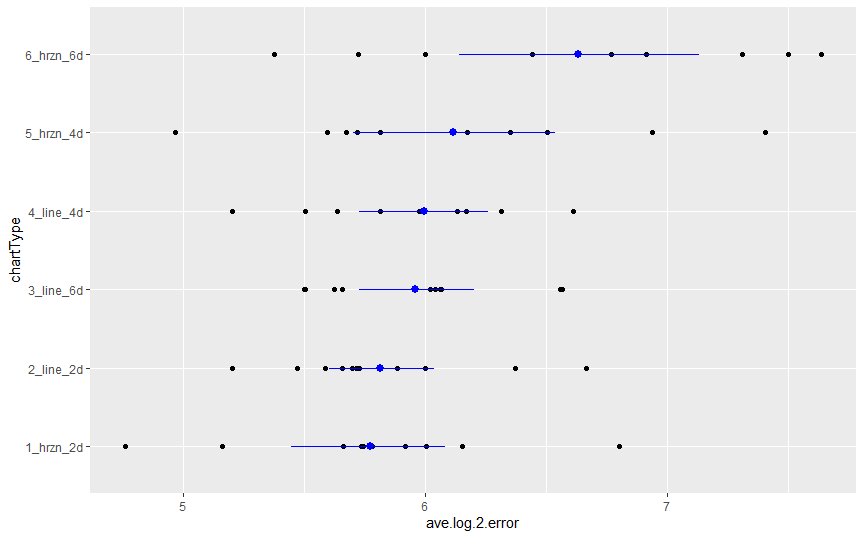 6_hrzn_6d
5_hrzn_4d
4_line_4d
3_line_6d
2_line_2d
1_hrzn_2d
chartType
5 6 7
ave.log.2.error